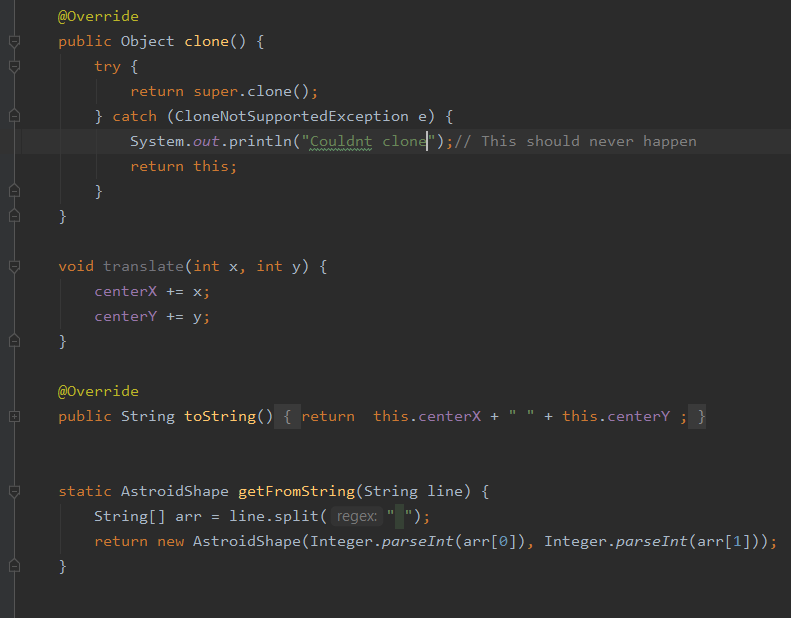 @Override
public Object clone() {
try {
return super.clone();
} catch (CloneNotSupportedException e) {
System.out.println("Couldnt clone");// This should never happen
return this;
}
}
void translate(int x, int y) {
centerX += x;
centerY += y;
}
@Override
public String toString() { return  this.centerX + " " + this.centerY ; }
static AstroidShape getFromString(String line) {
String[] arr = line.split( regex: " ");
return new AstroidShape(Integer.parseInt(arr[0]), Integer.parseInt(arr[1]));
}